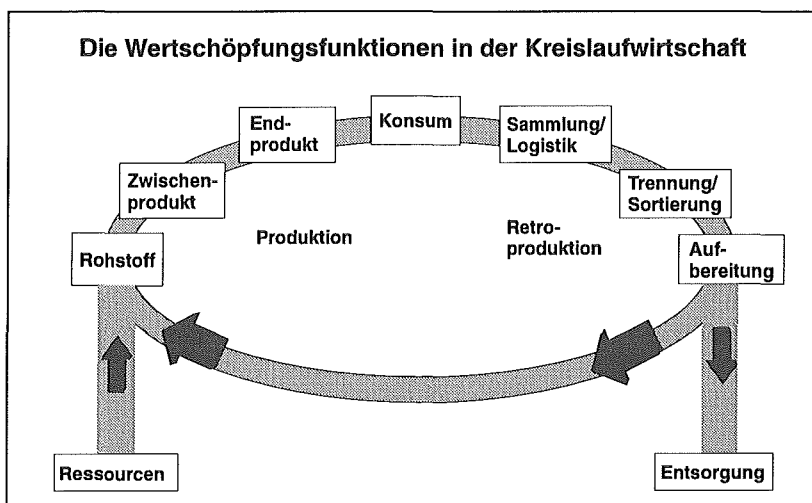 Die Wertschöpfungsfunktionen in der Kreislaufwirtschaft
Konsum
End-
produkt
Sammlung/
Logistik
Zwischen-
produkt
Trennung/
Sortierung
Produktion
Retro-
produktion
Rohstoff
Auf-
bereitung
Ressourcen
Entsorgung